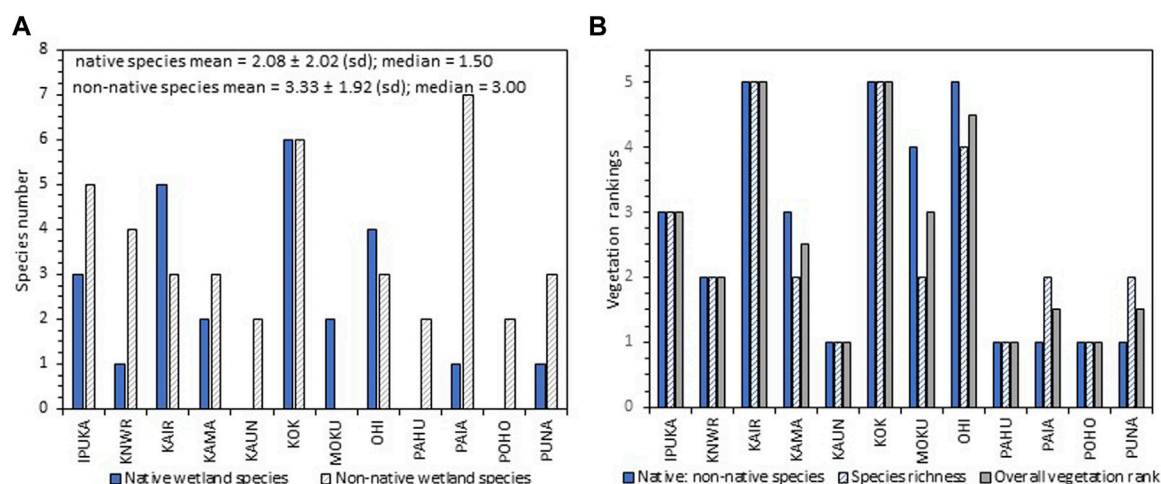 A
native species mean = 2.08 ± 2.02 (sd); median = 1.50
non-native species mean = 3.33 ± 1.92 (sd); median = 3.00
Species number
8
7
6
5
4
3
2
1
0
IPUKA
KNWR
KAIR
KAMA
KAUN
KOK
MOKU
OHI
PAHU
PAIA
POHO
PUNA
Native wetland species
Non-native wetland species
B
Vegetation rankings
5
4
3
2
1
0
IPUKA
KNWR
KAIR
KAMA
KAUN
KOK
MOKU
OHI
PAHU
PAIA
POHO
PUNA
Native: non-native species
Species richness
Overall vegetation rank